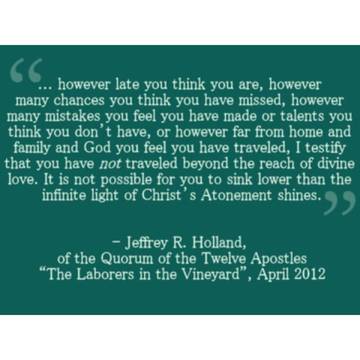 “
... however late you think you are, however
many chances you think you have missed, however
many mistakes you feel you have made or talents you
think you don't have, or however far from home and
family and God you feel you have traveled, I testify
that you have not traveled beyond the reach of divine
love. It is not possible for you to sink lower than the
infinite light of Christ's Atonement shines.
”
- Jeffrey R. Holland,
of the Quorum of the Twelve Apostles
“The Laborers in the Vineyard”, April 2012